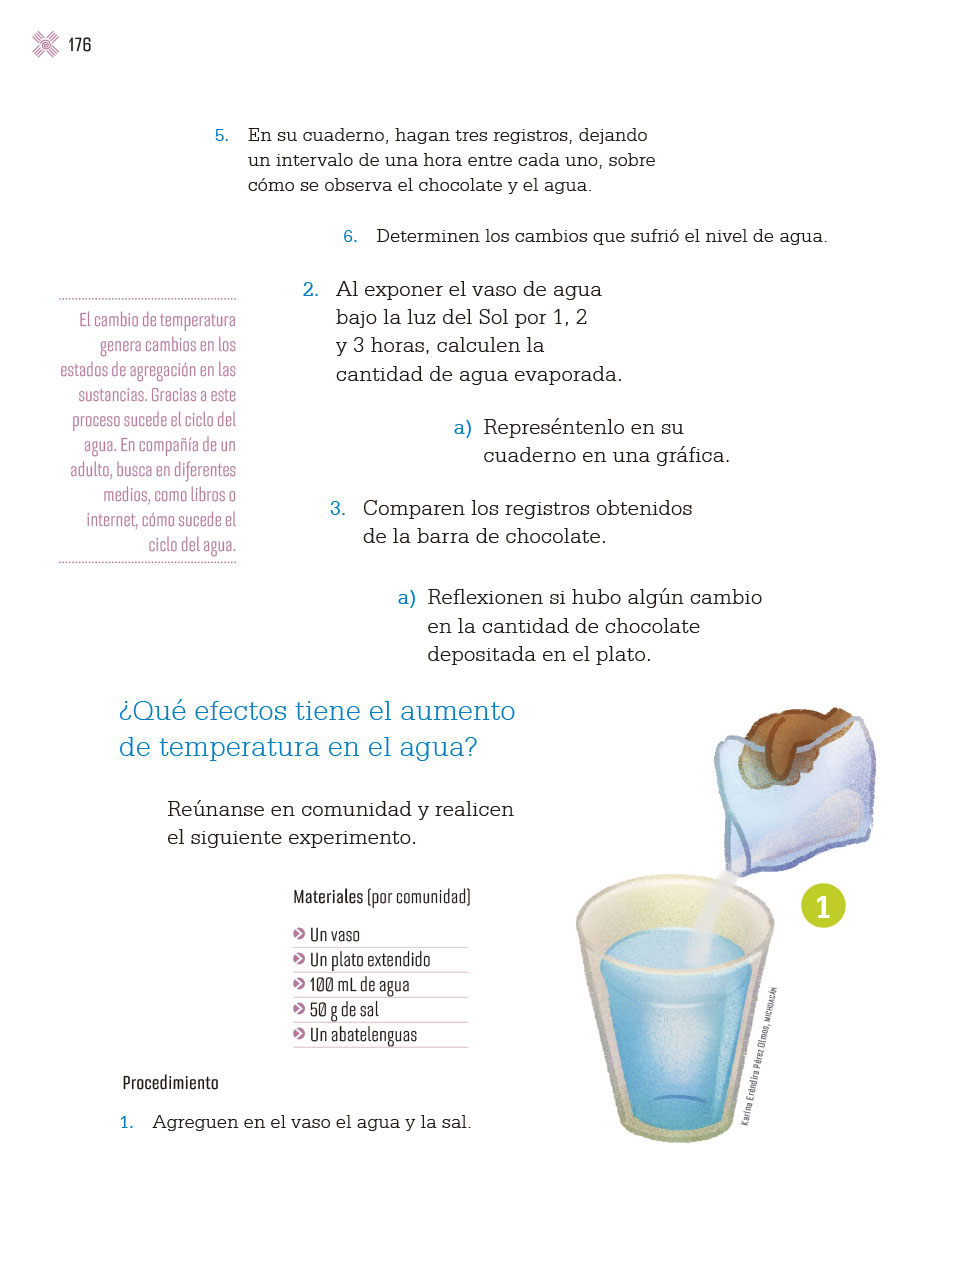 176
5. En su cuaderno, hagan tres registros, dejando
un intervalo de una hora entre cada uno, sobre
cómo se observa el chocolate y el agua.
6. Determinen los cambios que sufrió el nivel de agua.
2. Al exponer el vaso de agua
bajo la luz del Sol por 1, 2
y 3 horas, calculen la
cantidad de agua evaporada.
a) Represéntenlo en su
cuaderno en una gráfica.
3. Comparen los registros obtenidos
de la barra de chocolate.
a) Reflexionen si hubo algún cambio
en la cantidad de chocolate
depositada en el plato.
El cambio de temperatura
genera cambios en los
estados de agregación en las
sustancias. Gracias a este
proceso sucede el ciclo del
agua. En compañía de un
adulto, busca en diferentes
medios, como libros o
internet, cómo sucede el
ciclo del agua.
¿Qué efectos tiene el aumento
de temperatura en el agua?
Reúnanse en comunidad y realicen
el siguiente experimento.
Materiales (por comunidad)
Un vaso
Un plato extendido
100 mL de agua
50 g de sal
Un abatelenguas
Procedimiento
1. Agreguen en el vaso el agua y la sal.
1
Karina Eréndira Pérez Olmos, MICHOACÁN